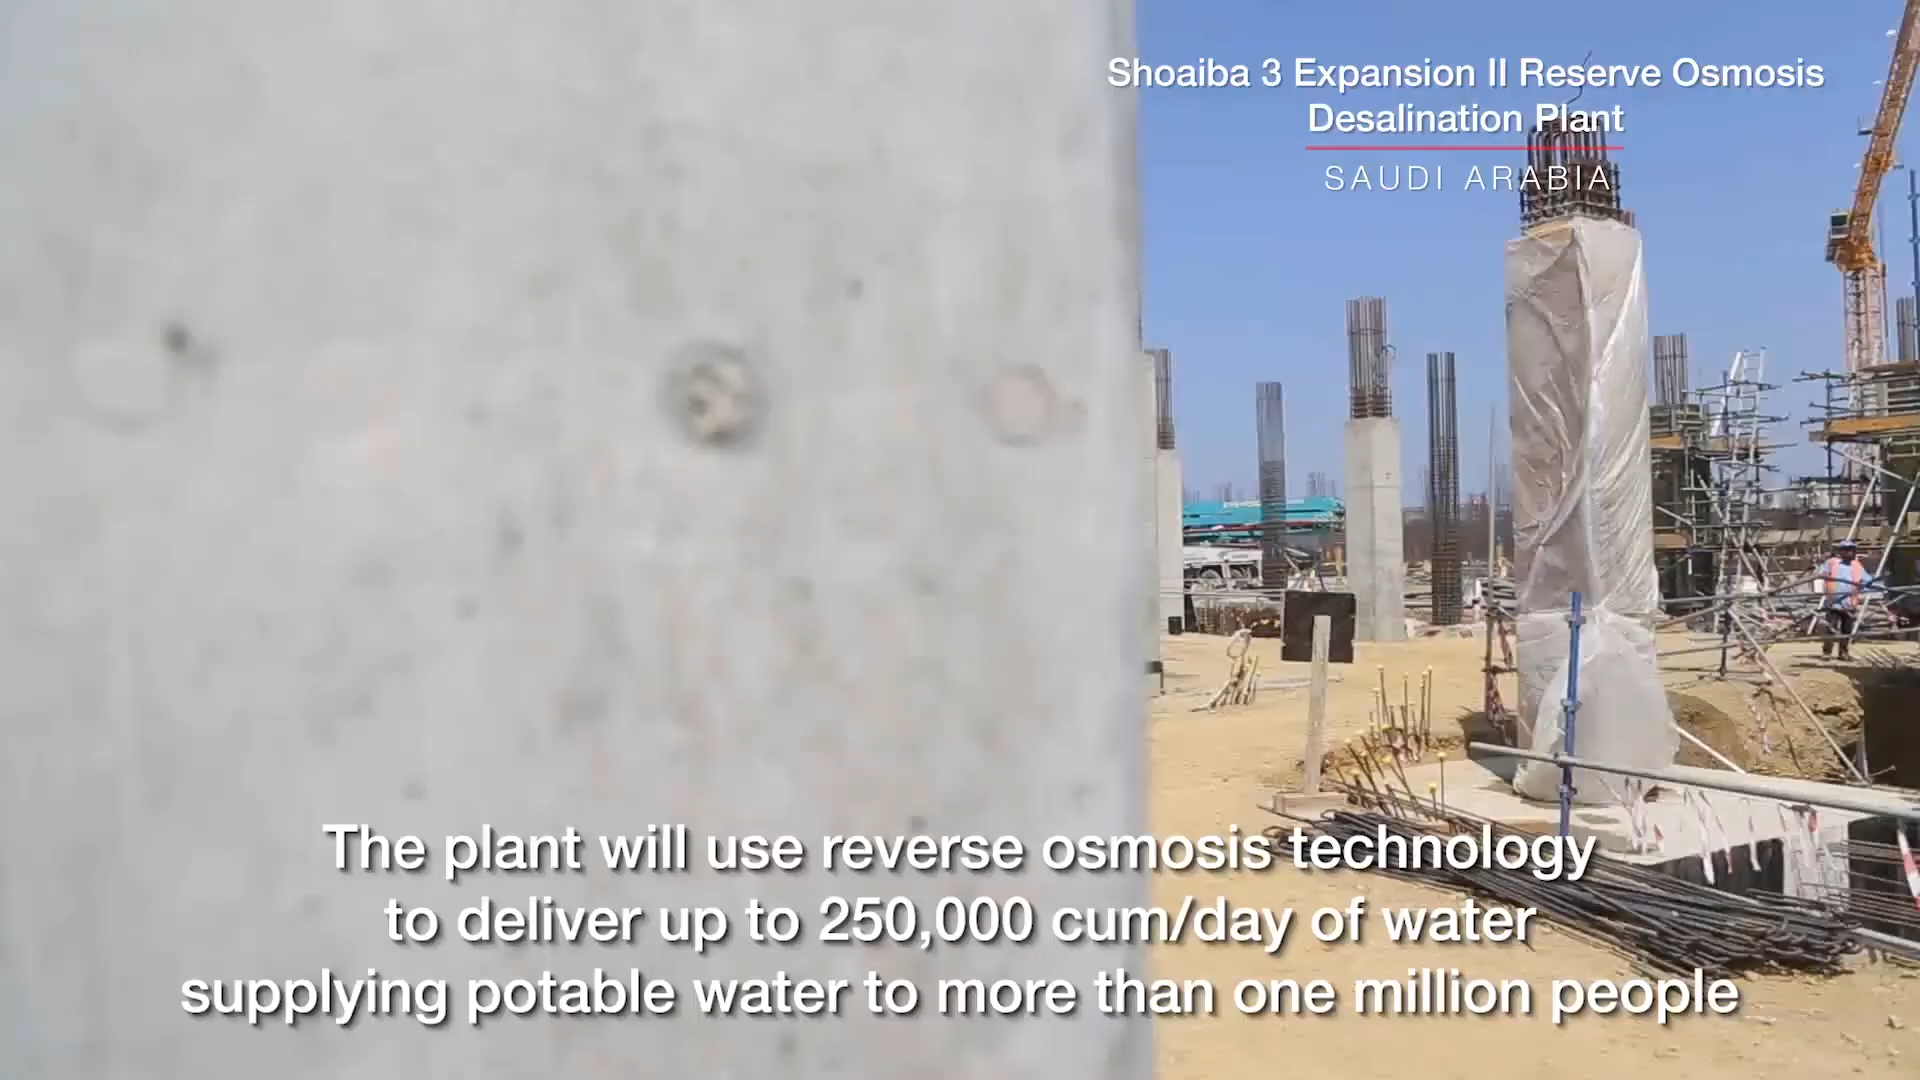 Shoaiba 3 Expansion II Reserve Osmosis
Desalination Plant
SAUDI ARABIA
The plant will use reverse osmosis technology
to deliver up to 250,000 cum/day of water
supplying potable water to more than one million people